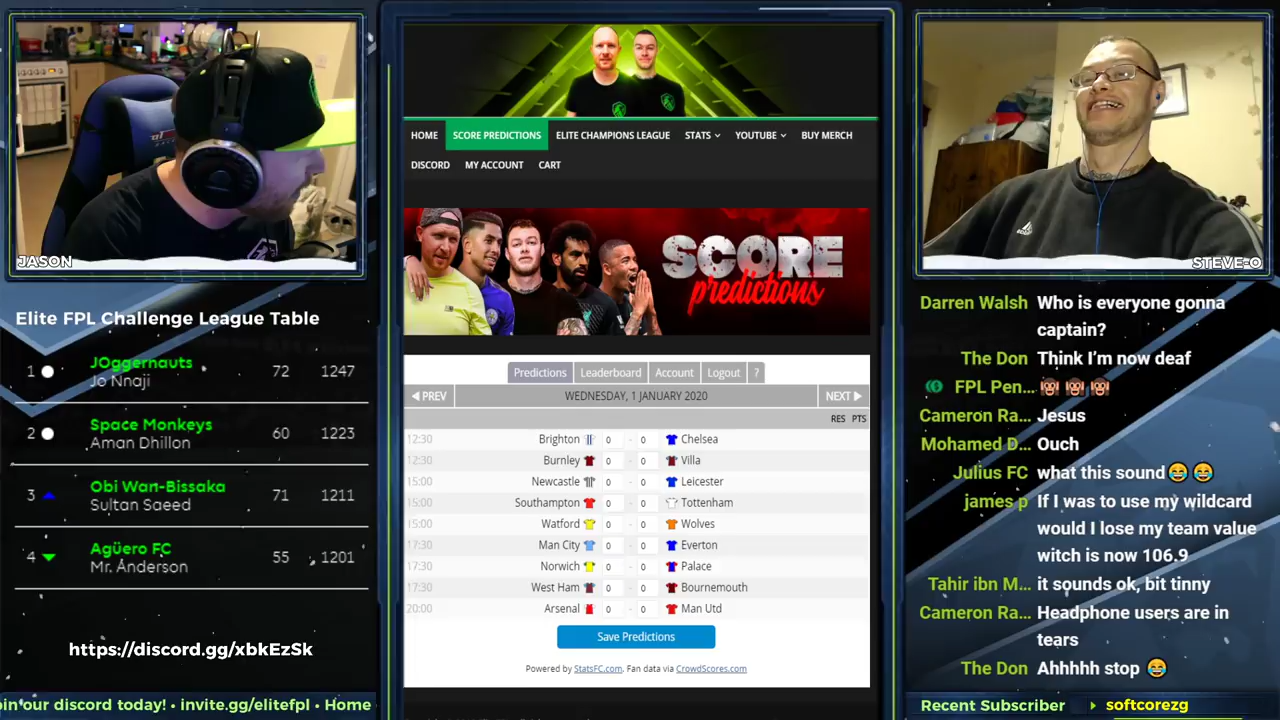 JASON
Elite FPL Challenge League Table
1 JOggernauts 72 1247
Jo Nnaji
2 Space Monkeys 60 1223
Aman Dhillon
3 Obi Wan-Bissaka 71 1211
Sultan Saeed
4 Agüero FC 55 1201
Mr. Anderson
https://discord.gg/xbkEzSk
oin our discord today! • invite.gg/elitefpl • Home
HOME SCORE PREDICTIONS ELITE CHAMPIONS LEAGUE STATS YOUTUBE BUY MERCH
DISCORD MY ACCOUNT CART
SCORE
predictions
Predictions Leaderboard Account Logout ?
◀ PREV WEDNESDAY, 1 JANUARY 2020 NEXT ▶
RES PTS
12:30 Brighton 0 - 0 Chelsea
12:30 Burnley 0 - 0 Villa
15:00 Newcastle 0 - 0 Leicester
15:00 Southampton 0 - 0 Tottenham
15:00 Watford 0 - 0 Wolves
17:30 Man City 0 - 0 Everton
17:30 Norwich 0 - 0 Palace
17:30 West Ham 0 - 0 Bournemouth
20:00 Arsenal 0 - 0 Man Utd
Save Predictions
Powered by StatsFC.com. Fan data via CrowdScores.com
STEVE-O
Darren Walsh Who is everyone gonna
captain?
The Don Think I'm now deaf
FPL Pen... 🙉🙉🙉
Cameron Ra... Jesus
Mohamed D... Ouch
Julius FC what this sound😂😂
james p If I was to use my wildcard
would I lose my team value
witch is now 106.9
Tahir ibn M... it sounds ok, bit tinny
Cameron Ra... Headphone users are in
tears
The Don Ahhhhh stop 😂
Recent Subscriber softcorezg